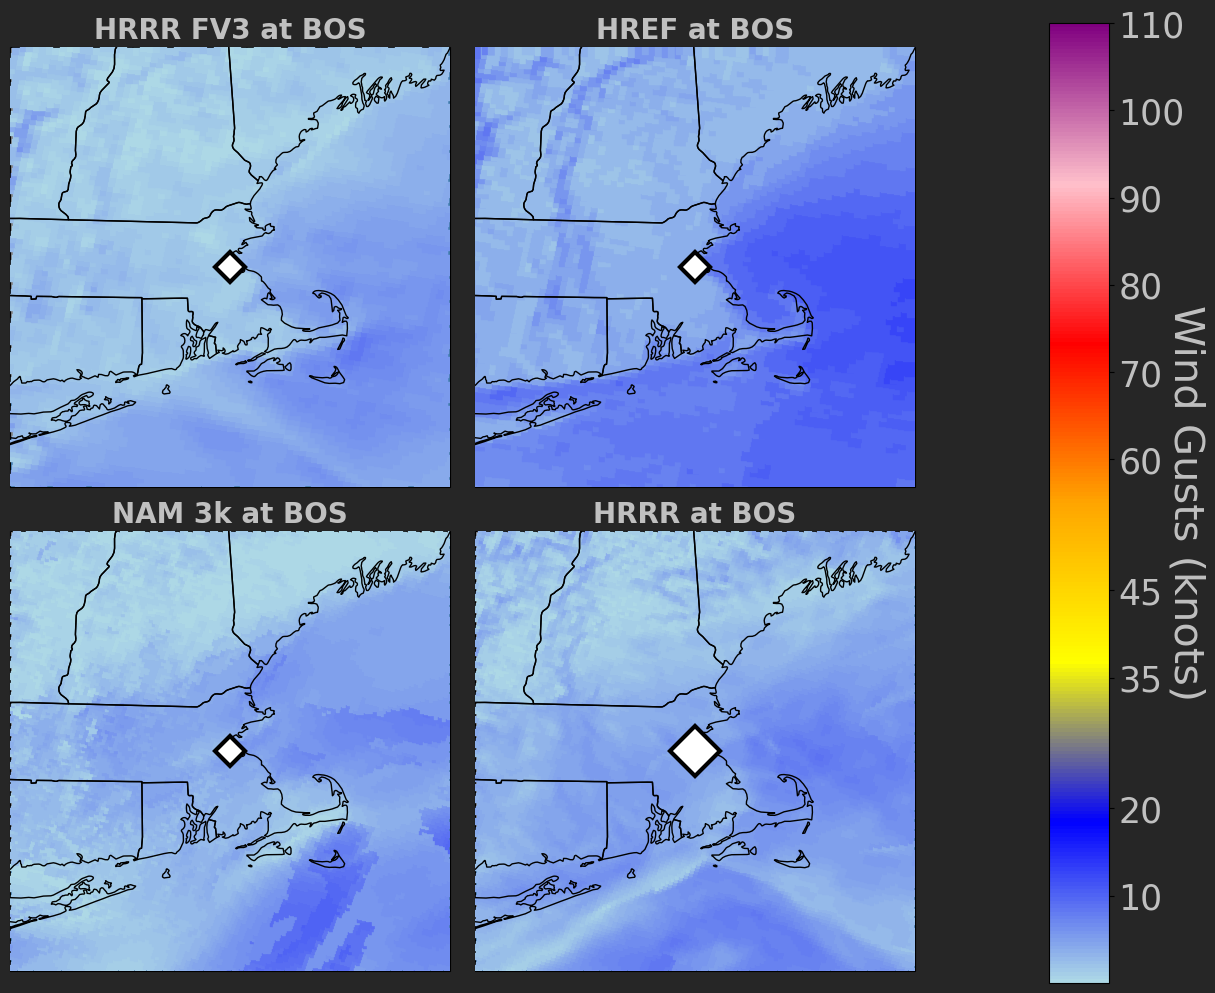 HRRR FV3 at BOS
HREF at BOS
NAM 3k at BOS
HRRR at BOS
110
100
90
80
70
60
45
35
20
10
Wind Gusts (knots)